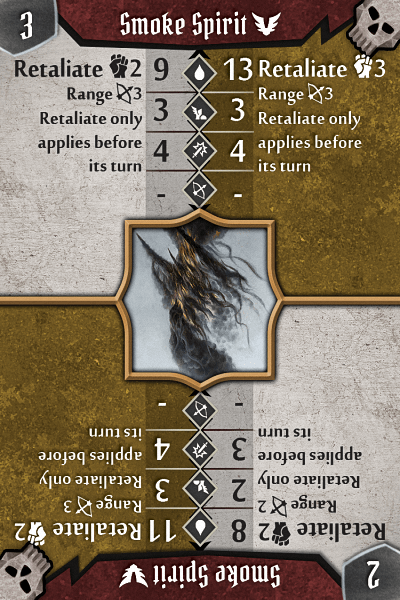 3
Smoke Spirit
Retaliate 2 9 13 Retaliate 3
Range 3 3 3 Range 3
Retaliate only Retaliate only
applies before 4 4 applies before
its turn its turn
- -
2
Smoke Spirit
Retaliate 2 8 11 Retaliate 2
Range 2 2 3 Range 3
Retaliate only Retaliate only
applies before 3 4 applies before
its turn its turn
- -